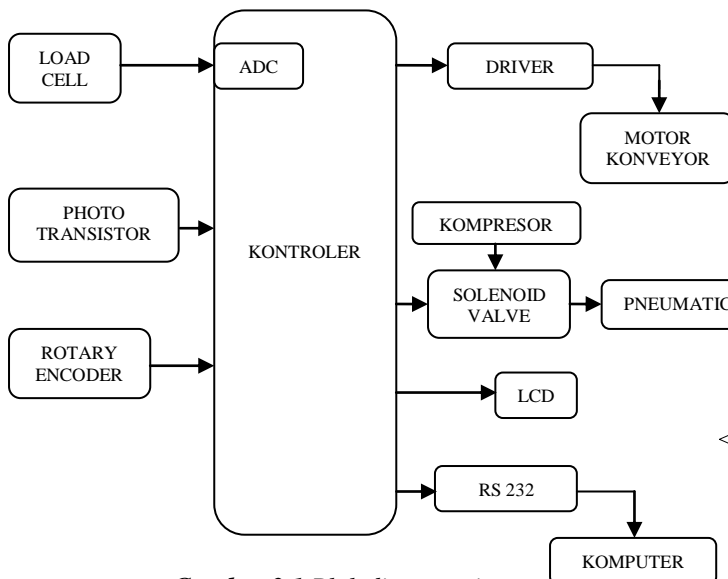 LOAD
CELL
ADC
DRIVER
MOTOR
KONVEYOR
PHOTO
TRANSISTOR
KOMPRESOR
KONTROLER
SOLENOID
VALVE
PNEUMATIC
ROTARY
ENCODER
LCD
<
RS 232
KOMPUTER